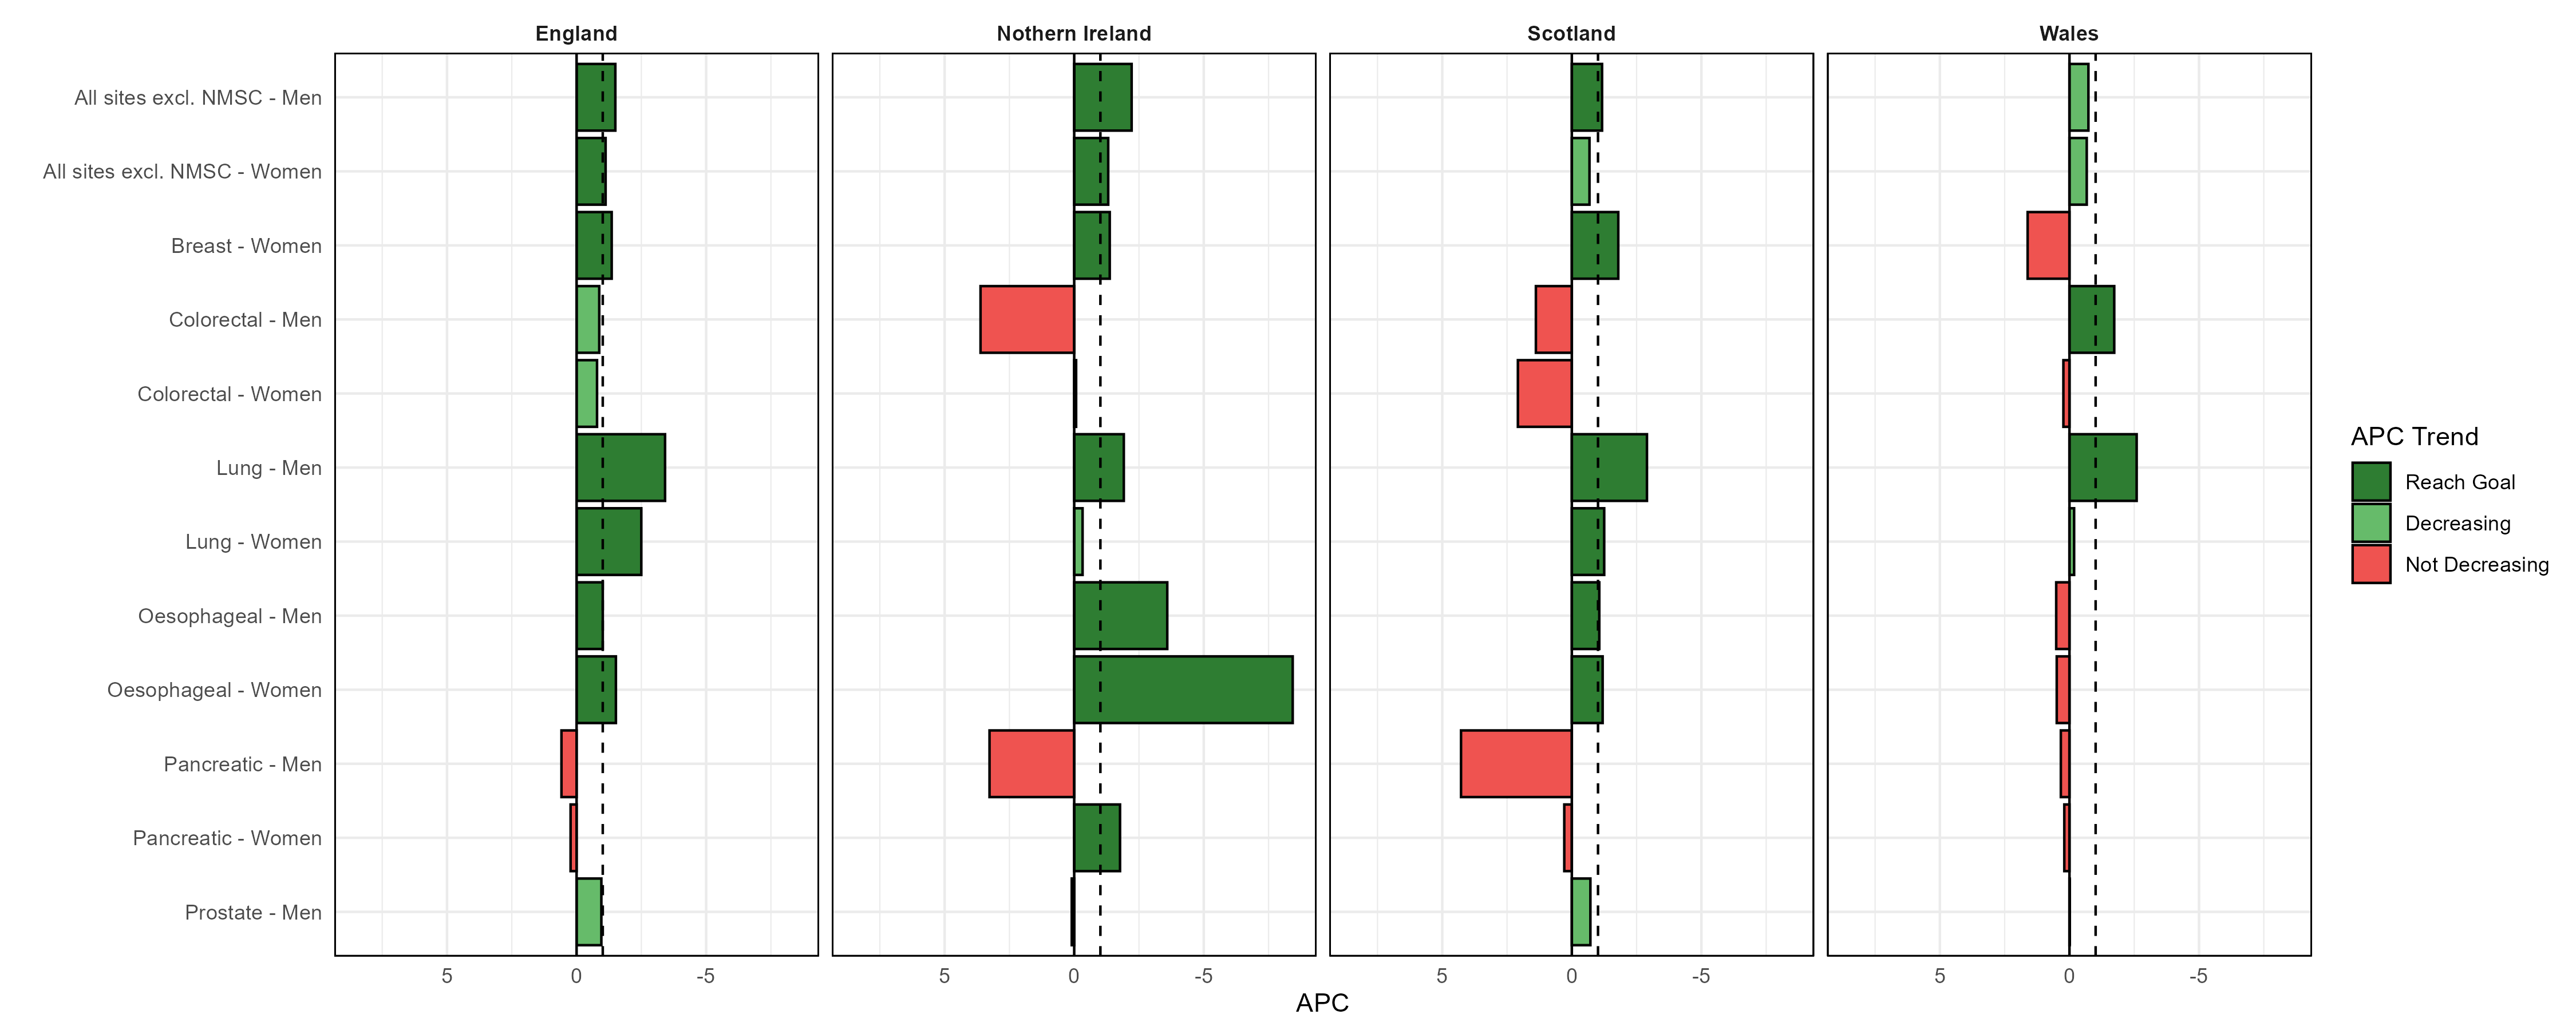 England
Nothern Ireland
Scotland
Wales
All sites excl. NMSC - Men
All sites excl. NMSC - Women
Breast - Women
Colorectal - Men
Colorectal - Women
Lung - Men
Lung - Women
Oesophageal - Men
Oesophageal - Women
Pancreatic - Men
Pancreatic - Women
Prostate - Men
5 0 -5
5 0 -5
5 0 -5
5 0 -5
APC
APC Trend
Reach Goal
Decreasing
Not Decreasing